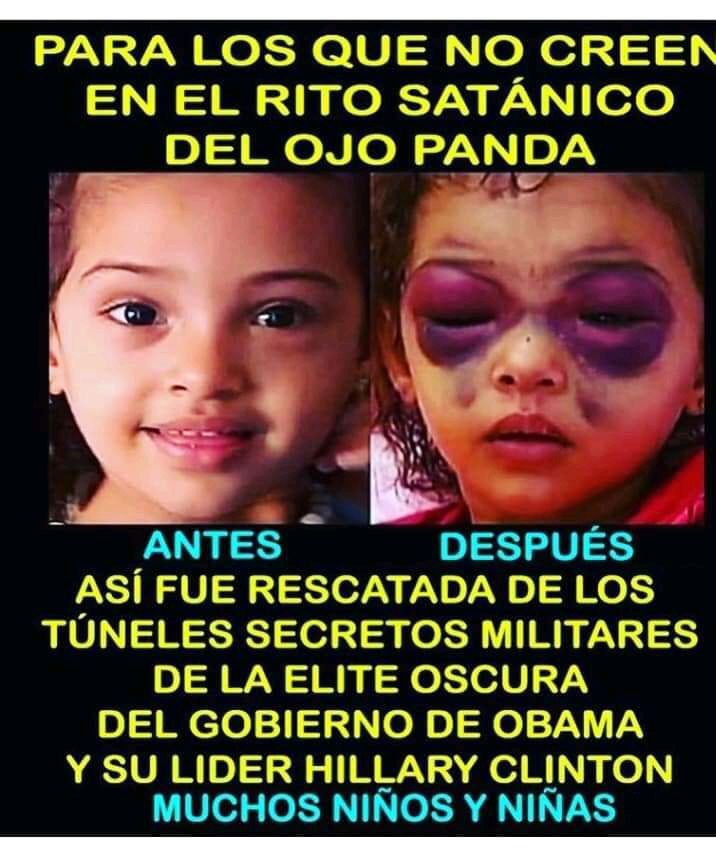 PARA LOS QUE NO CREEN
EN EL RITO SATÁNICO
DEL OJO PANDA
ANTES
DESPUÉS
ASÍ FUE RESCATADA DE LOS
TÚNELES SECRETOS MILITARES
DE LA ELITE OSCURA
DEL GOBIERNO DE OBAMA
Y SU LIDER HILLARY CLINTON
MUCHOS NIÑOS Y NIÑAS